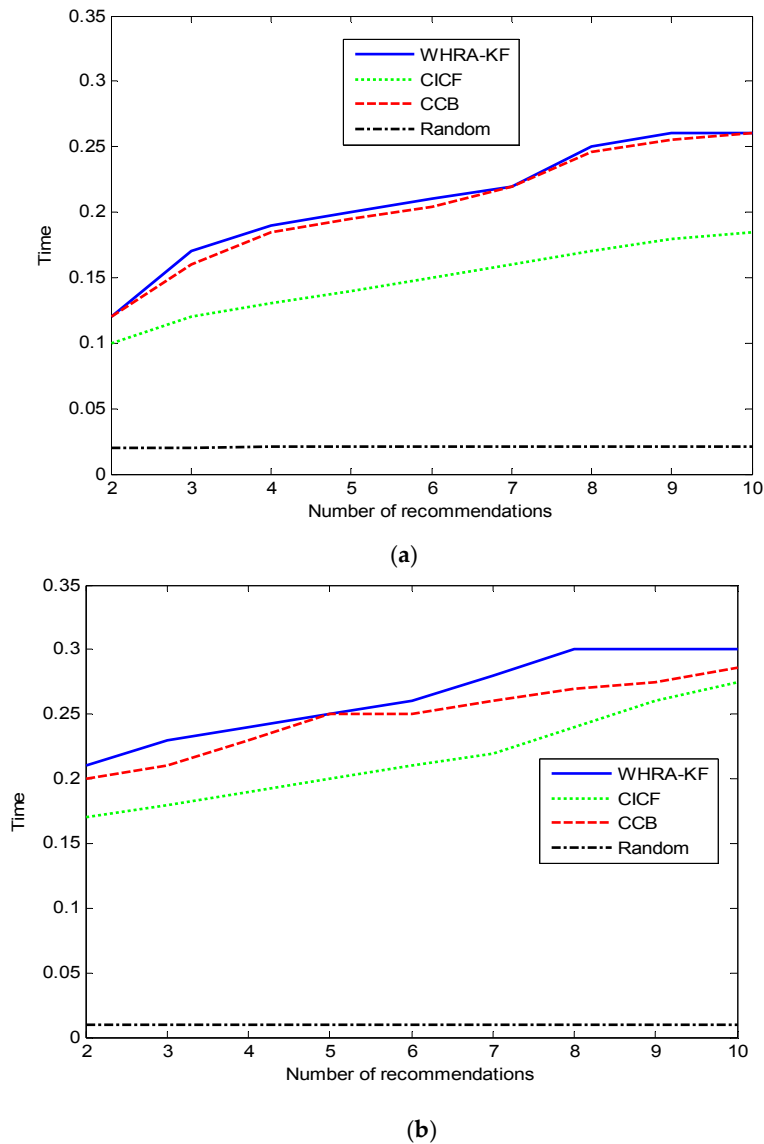 0.35
0.3
0.25
0.2
0.15
0.1
0.05
0
Time
WHRA-KF
CICF
CCB
Random
2 3 4 5 6 7 8 9 10
Number of recommendations
(a)
0.35
0.3
0.25
0.2
0.15
0.1
0.05
0
Time
WHRA-KF
CICF
CCB
Random
2 3 4 5 6 7 8 9 10
Number of recommendations
(b)